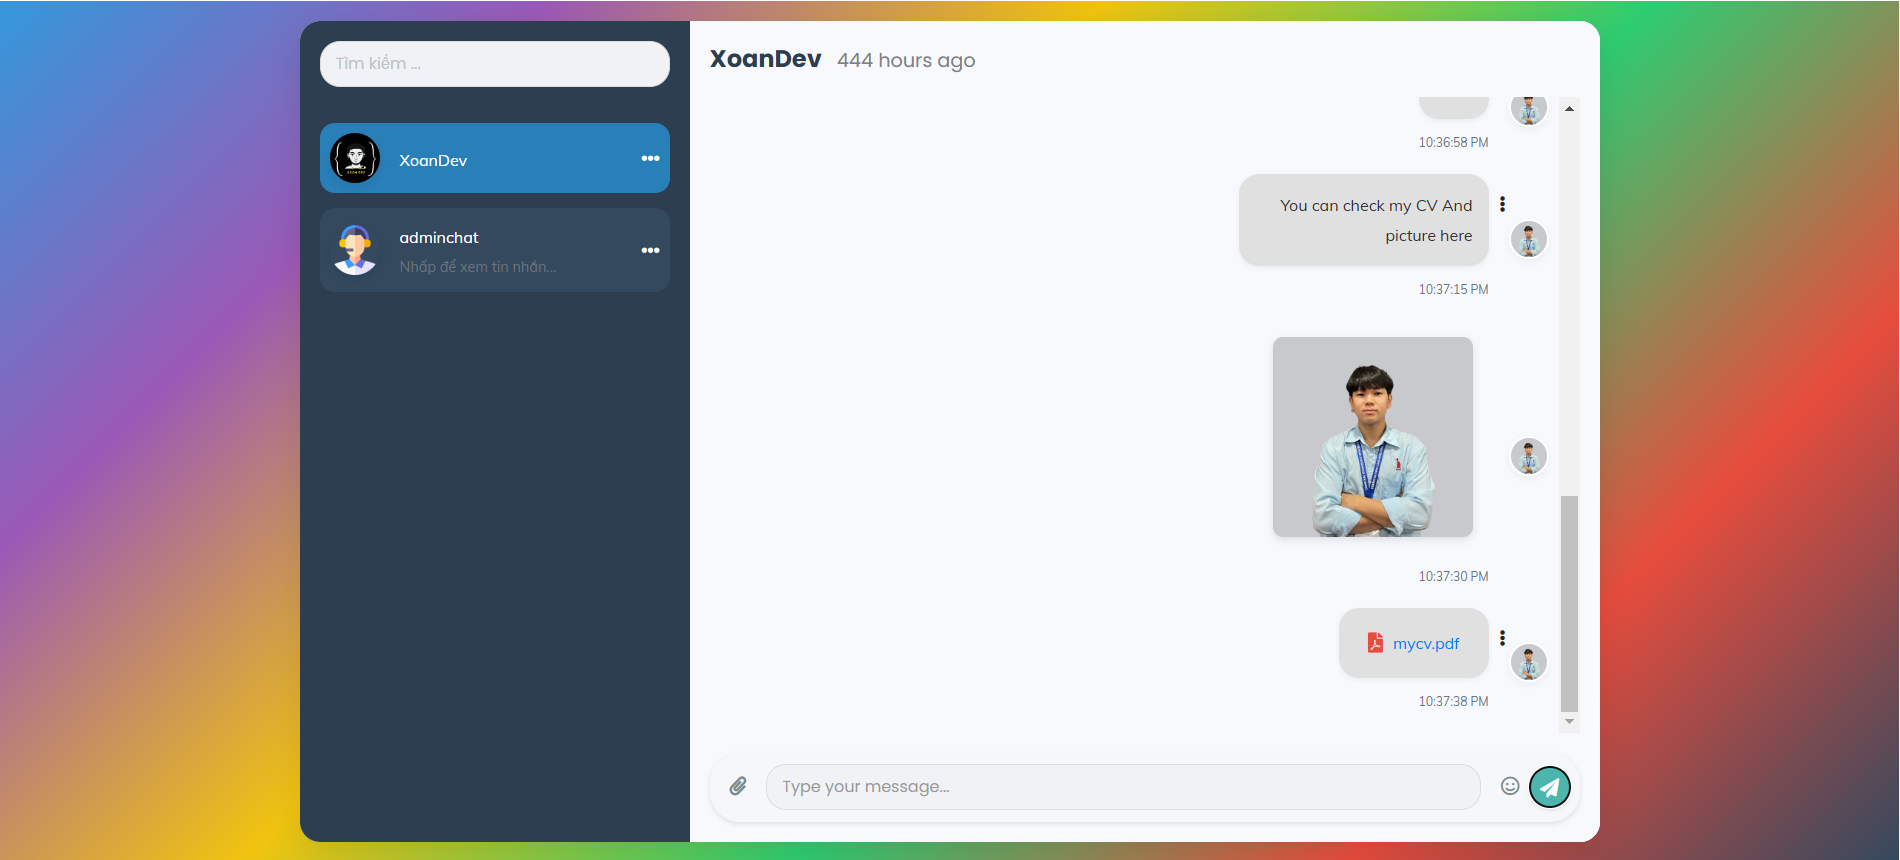 Tìm kiếm ...
XoanDev
adminchat
Nhấp để xem tin nhắn...
XoanDev 444 hours ago
10:36:58 PM
You can check my CV And
picture here
10:37:15 PM
10:37:30 PM
mycv.pdf
10:37:38 PM
Type your message...